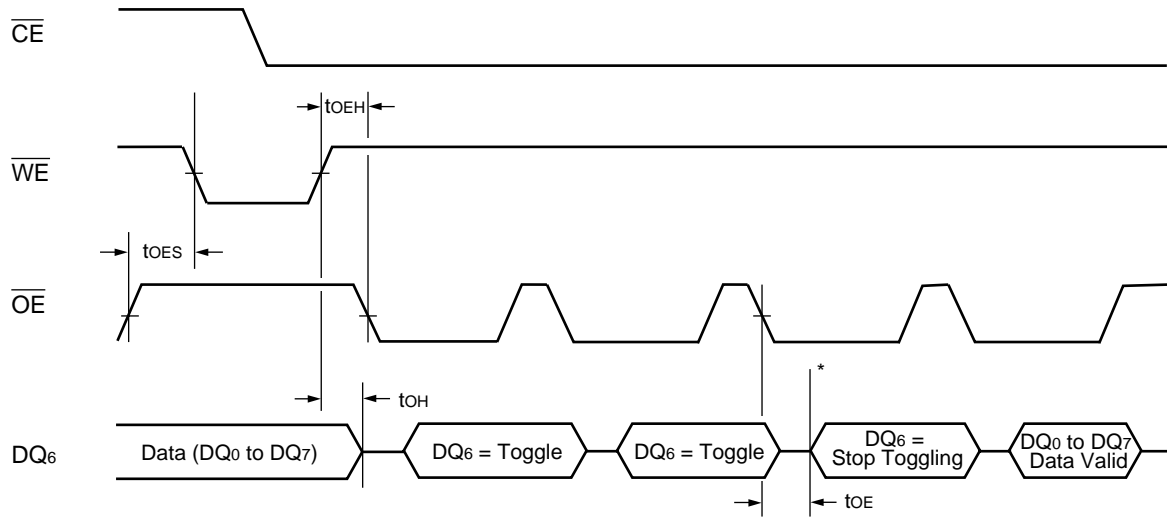 CE
tOEH
WE
tOES
OE
*
tOH
DQ6
Data (DQ0 to DQ7)
DQ6 = Toggle
DQ6 = Toggle
DQ6 =
Stop Toggling
DQ0 to DQ7
Data Valid
tOE